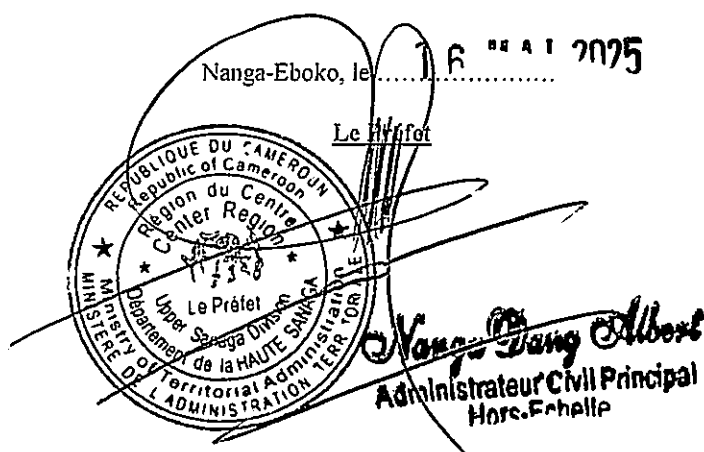 Nanga-Eboko, le 16 MAI 2025
Le Préfet
REPUBLIQUE DU CAMEROUN
Republic of Cameroon
Région du Centre
Center Region
Le Préfet
Upper Sanaga Division
Département de la HAUTE SANAGA
Ministry of Territorial Administration
MINISTÈRE DE L'ADMINISTRATION TERRITORIALE
Nanga Dang Albert
Administrateur Civil Principal
Hors-Echelle